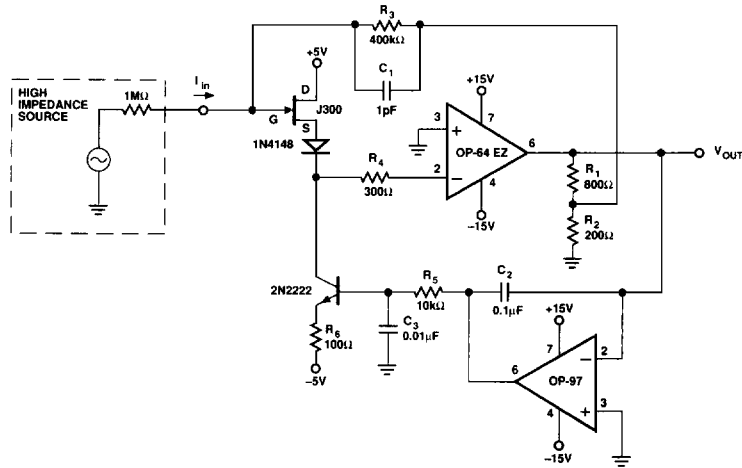 R3
400kΩ
C1
1pF
+5V
HIGH
IMPEDANCE
SOURCE
1MΩ
Iin
D
G
S
J300
1N4148
+15V
3
7
+
OP-64 EZ
6
VOUT
2
−
4
−15V
R4
300Ω
R1
800Ω
R2
200Ω
2N2222
R5
10kΩ
C2
0.1μF
C3
0.01μF
R6
100Ω
−5V
+15V
7
2
−
6
OP-97
+
3
4
−15V